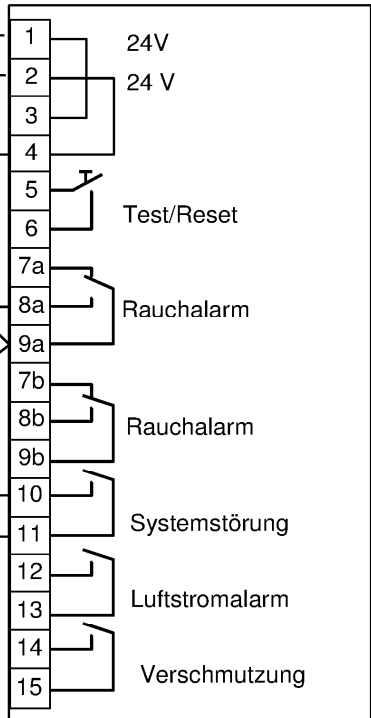 1 24V
2 24 V
3
4
5
6 Test/Reset
7a
8a Rauchalarm
9a
7b
8b Rauchalarm
9b
10
11 Systemstörung
12
13 Luftstromalarm
14
15 Verschmutzung